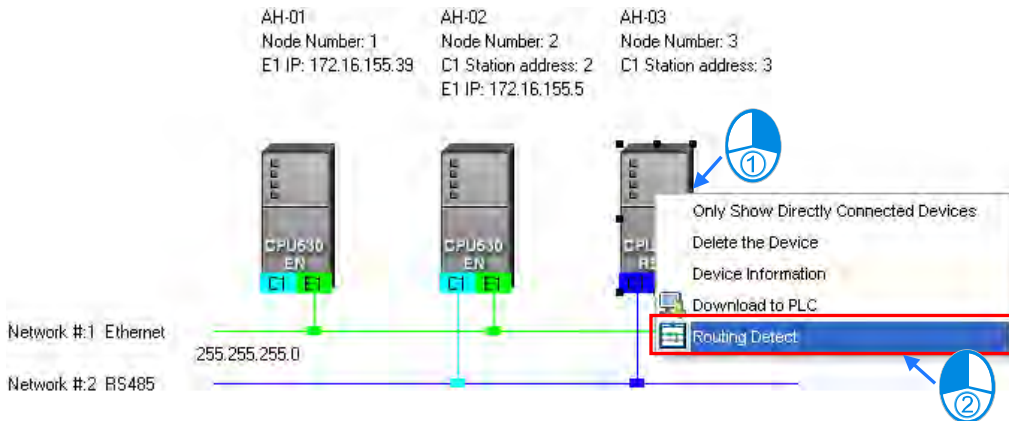 AH-01
Node Number: 1
E1 IP: 172.16.155.39
AH-02
Node Number: 2
C1 Station address: 2
E1 IP: 172.16.155.5
AH-03
Node Number: 3
C1 Station address: 3
CPU530
EN
C1 E1
CPU530
EN
C1 E1
①
Only Show Directly Connected Devices
Delete the Device
Device Information
Download to PLC
Routing Detect
②
Network #:1 Ethernet
255.255.255.0
Network #:2 RS485